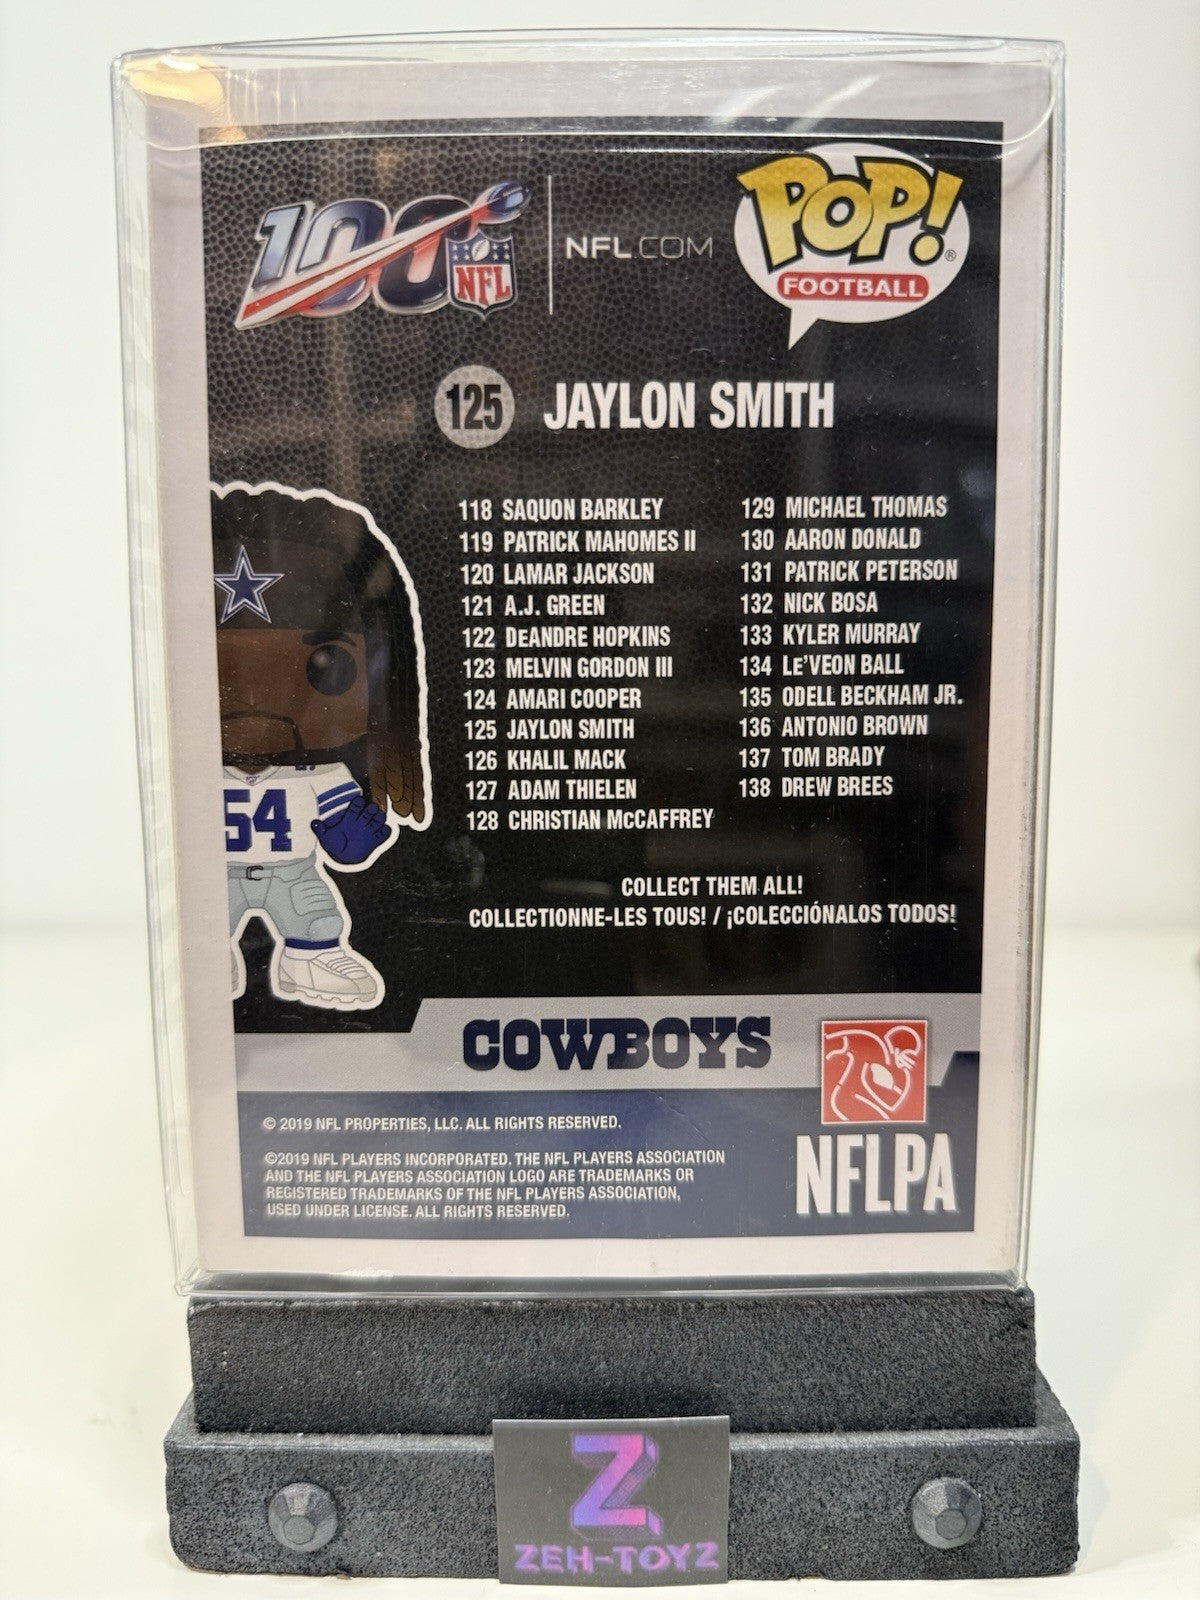 100 NFL
NFL.COM
POP!®
FOOTBALL
125 JAYLON SMITH
118 SAQUON BARKLEY
119 PATRICK MAHOMES II
120 LAMAR JACKSON
121 A.J. GREEN
122 DeANDRE HOPKINS
123 MELVIN GORDON III
124 AMARI COOPER
125 JAYLON SMITH
126 KHALIL MACK
127 ADAM THIELEN
128 CHRISTIAN McCAFFREY
129 MICHAEL THOMAS
130 AARON DONALD
131 PATRICK PETERSON
132 NICK BOSA
133 KYLER MURRAY
134 Le'VEON BALL
135 ODELL BECKHAM JR.
136 ANTONIO BROWN
137 TOM BRADY
138 DREW BREES
54
COLLECT THEM ALL!
COLLECTIONNE-LES TOUS! / ¡COLECCIÓNALOS TODOS!
COWBOYS
© 2019 NFL PROPERTIES, LLC. ALL RIGHTS RESERVED.
©2019 NFL PLAYERS INCORPORATED. THE NFL PLAYERS ASSOCIATION
AND THE NFL PLAYERS ASSOCIATION LOGO ARE TRADEMARKS OR
REGISTERED TRADEMARKS OF THE NFL PLAYERS ASSOCIATION,
USED UNDER LICENSE. ALL RIGHTS RESERVED.
NFLPA
Z
ZEH-TOYZ